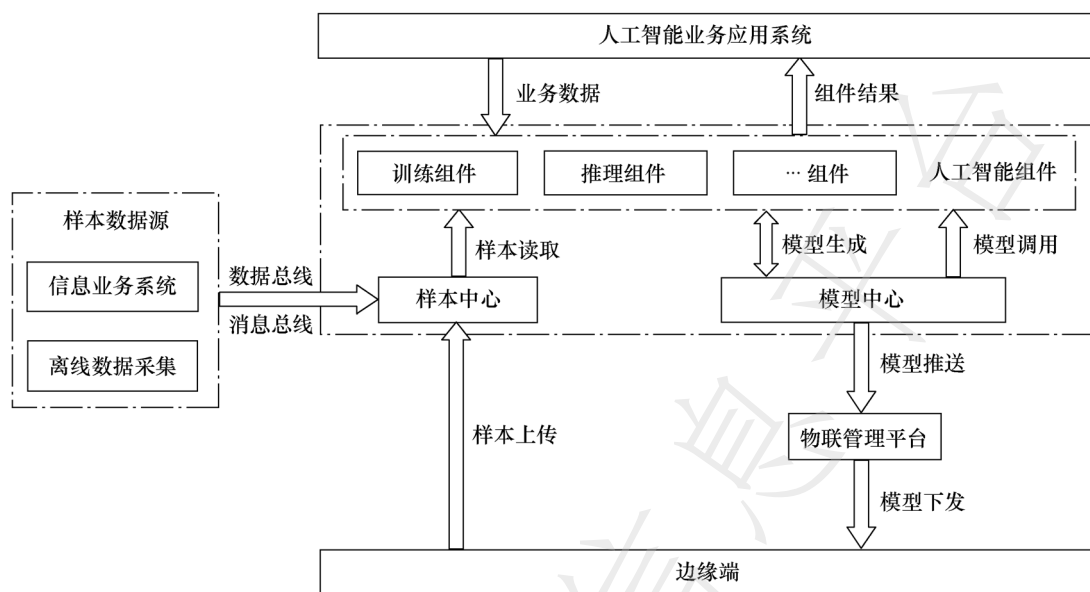 人工智能业务应用系统
业务数据
组件结果
训练组件
推理组件
… 组件
人工智能组件
样本数据源
信息业务系统
离线数据采集
数据总线
消息总线
样本读取
模型生成
模型调用
样本中心
模型中心
模型推送
样本上传
物联管理平台
模型下发
边缘端